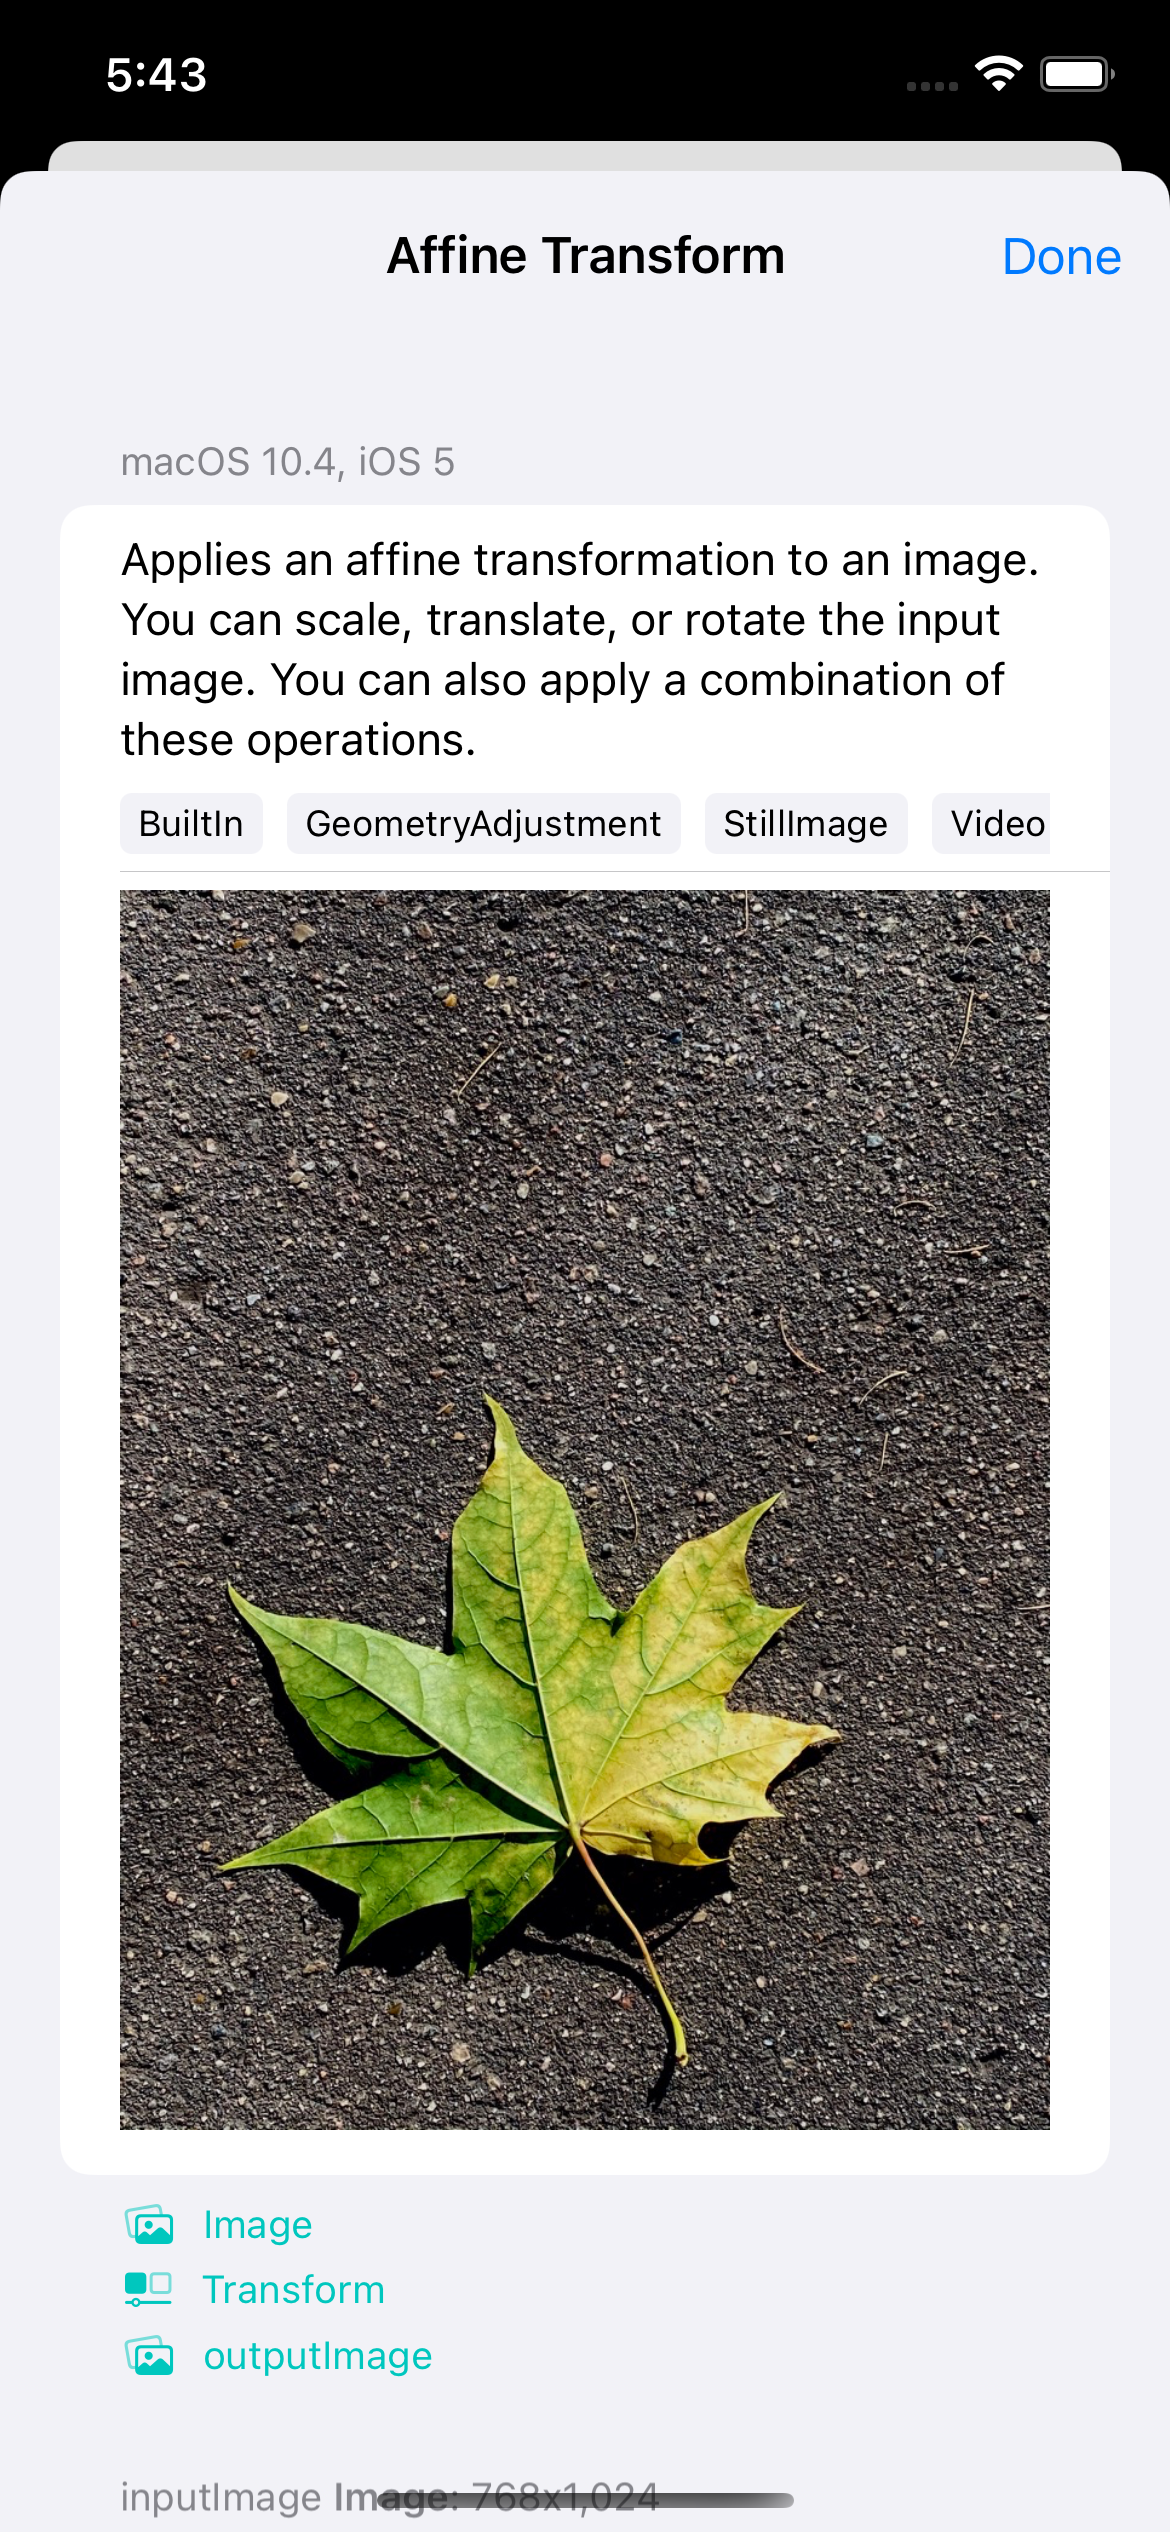 5:43
Affine Transform
Done
macOS 10.4, iOS 5
Applies an affine transformation to an image.
You can scale, translate, or rotate the input
image. You can also apply a combination of
these operations.
BuiltIn GeometryAdjustment StillImage Video
Image
Transform
outputImage
inputImage Image: 768x1,024